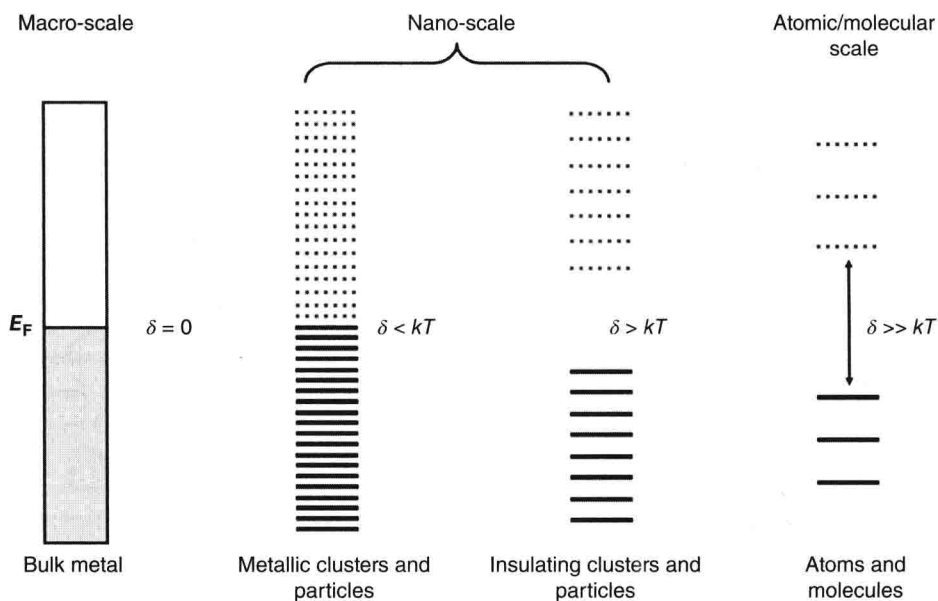 Macro-scale
Nano-scale
Atomic/molecular
scale
E_F
δ = 0
δ < kT
δ > kT
δ >> kT
Bulk metal
Metallic clusters and
particles
Insulating clusters and
particles
Atoms and
molecules